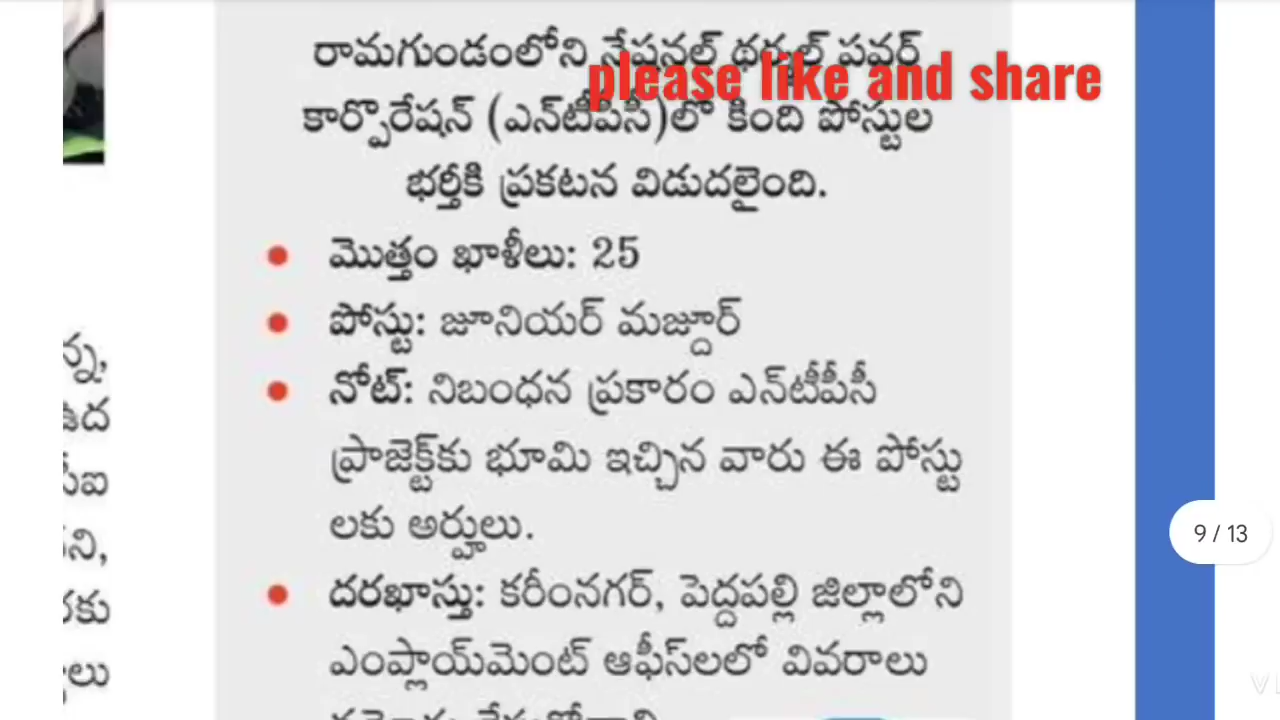 రామగుండంలోని నేషనల్ థర్మల్ పవర్
please like and share
కార్పొరేషన్ (ఎన్‌టీపీసీ)లో కింది పోస్టుల
భర్తీకి ప్రకటన విడుదలైంది.
మొత్తం ఖాళీలు: 25
పోస్టు: జూనియర్ మజ్దూర్
నోట్: నిబంధన ప్రకారం ఎన్‌టీపీసీ
ప్రాజెక్ట్‌కు భూమి ఇచ్చిన వారు ఈ పోస్టు
లకు అర్హులు.
దరఖాస్తు: కరీంనగర్, పెద్దపల్లి జిల్లాలోని
ఎంప్లాయ్‌మెంట్ ఆఫీస్‌లలో వివరాలు
9 / 13